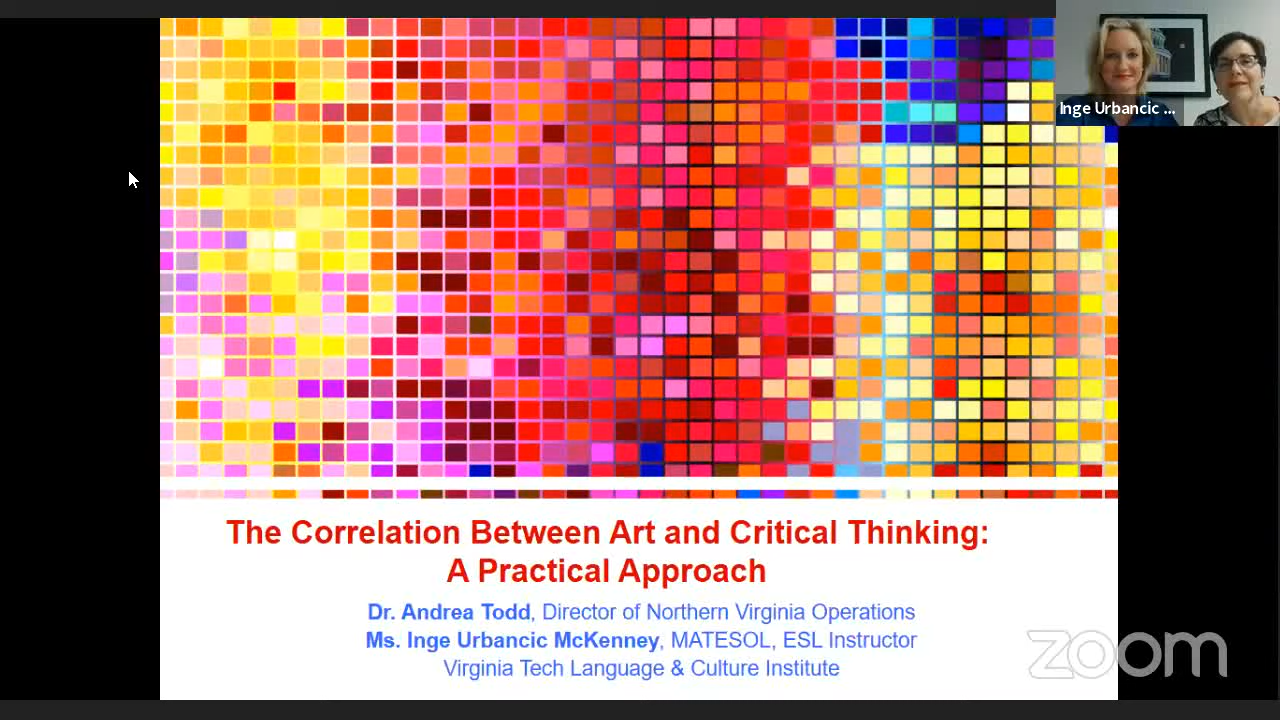 Inge Urbancic ...
The Correlation Between Art and Critical Thinking:
A Practical Approach
Dr. Andrea Todd, Director of Northern Virginia Operations
Ms. Inge Urbancic McKenney, MATESOL, ESL Instructor
Virginia Tech Language & Culture Institute
zoom